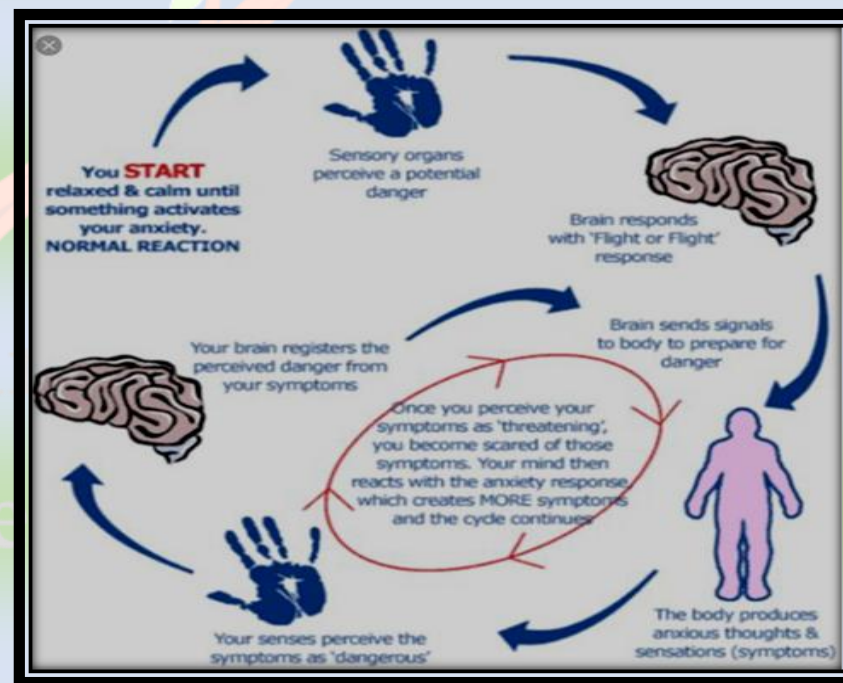 You START
relaxed & calm until
something activates
your anxiety.
NORMAL REACTION
Sensory organs
perceive a potential
danger
Brain responds
with 'Flight or Flight'
response
Brain sends signals
to body to prepare for
danger
The body produces
anxious thoughts &
sensations (symptoms)
Your senses perceive the
symptoms as 'dangerous'
Your brain registers the
perceived danger from
your symptoms
Once you perceive your
symptoms as 'threatening',
you become scared of those
symptoms. Your mind then
reacts with the anxiety response
which creates MORE symptoms
and the cycle continues